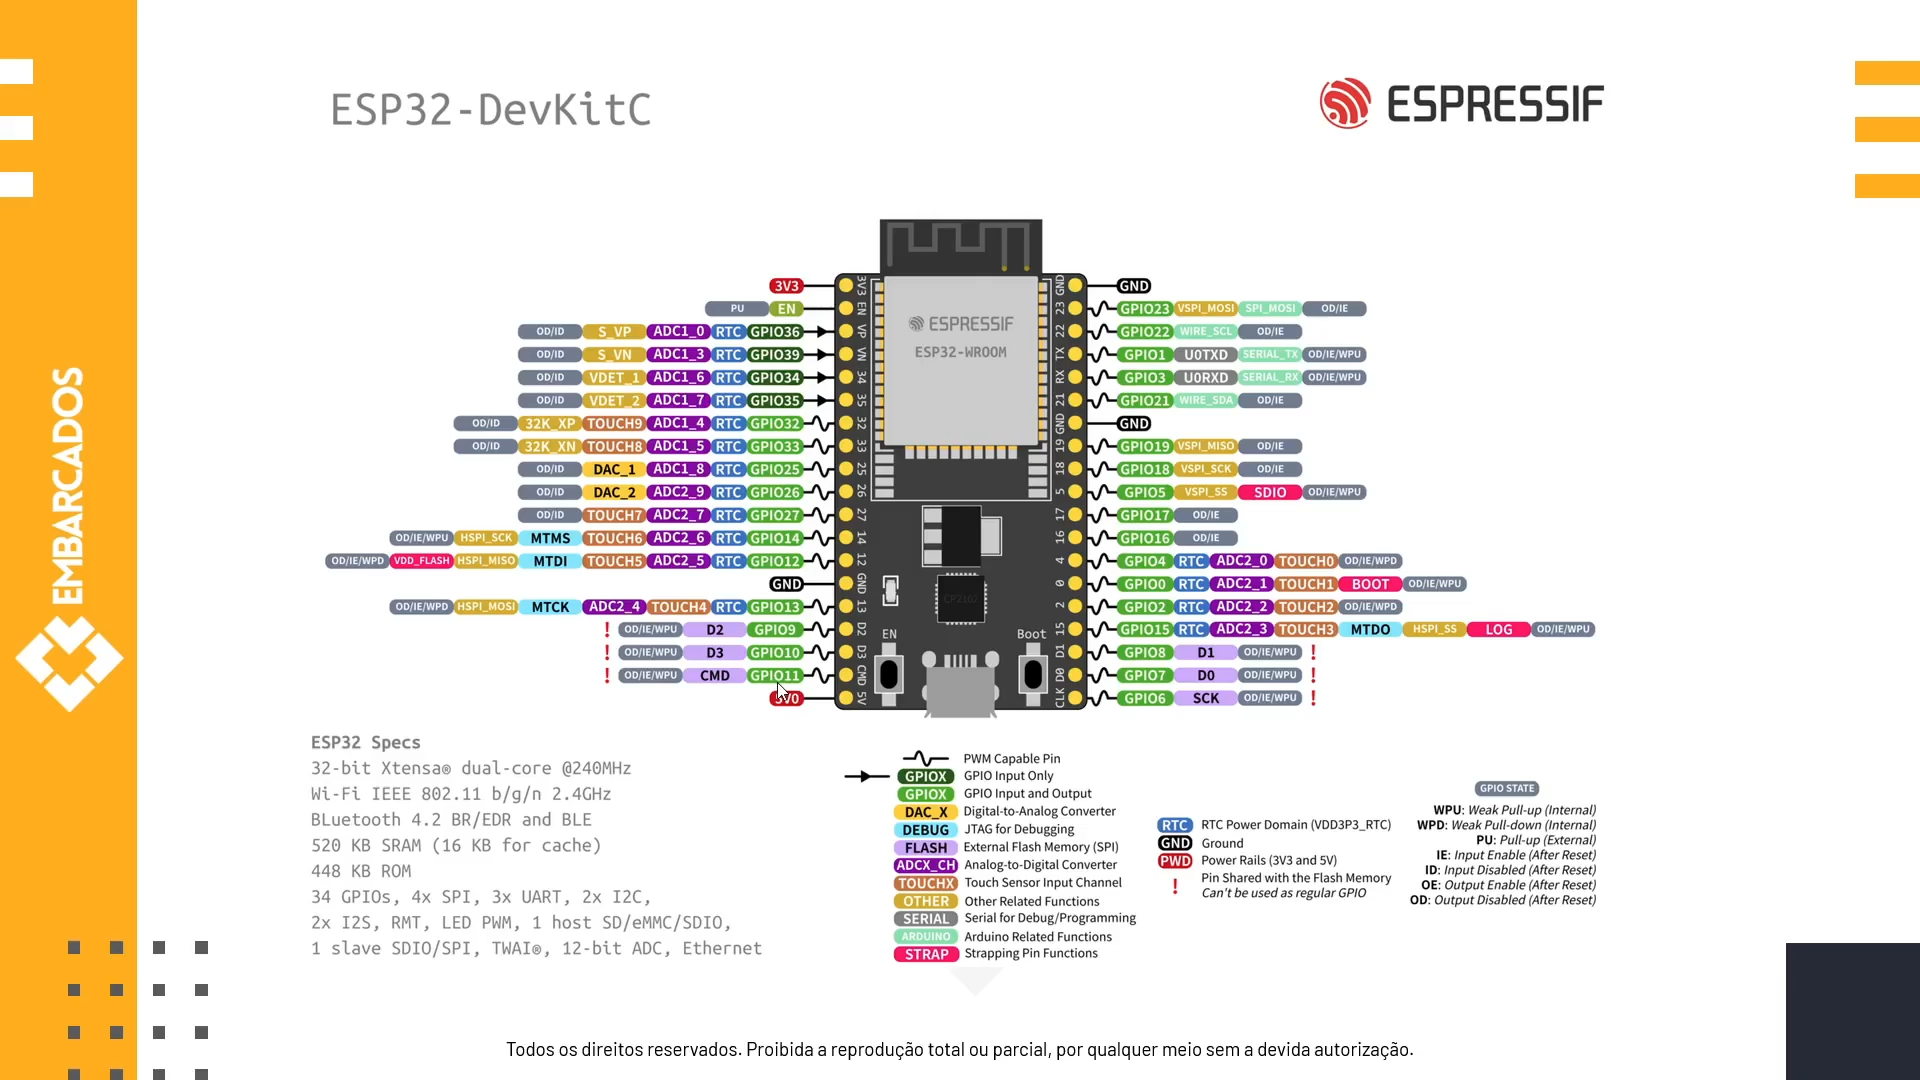 ESP32-DevKitC
ESPRESSIF
EMBARCADOS
3V3
PU EN
OD/ID S_VP ADC1_0 RTC GPIO36
OD/ID S_VN ADC1_3 RTC GPIO39
OD/ID VDET_1 ADC1_6 RTC GPIO34
OD/ID VDET_2 ADC1_7 RTC GPIO35
OD/ID 32K_XP TOUCH9 ADC1_4 RTC GPIO32
OD/ID 32K_XN TOUCH8 ADC1_5 RTC GPIO33
OD/ID DAC_1 ADC1_8 RTC GPIO25
OD/ID DAC_2 ADC2_9 RTC GPIO26
OD/ID TOUCH7 ADC2_7 RTC GPIO27
OD/IE/WPU HSPI_SCK MTMS TOUCH6 ADC2_6 RTC GPIO14
OD/IE/WPD VDD_FLASH HSPI_MISO MTDI TOUCH5 ADC2_5 RTC GPIO12
GND
OD/IE/WPD HSPI_MOSI MTCK ADC2_4 TOUCH4 RTC GPIO13
! OD/IE/WPU D2 GPIO9
! OD/IE/WPU D3 GPIO10
! OD/IE/WPU CMD GPIO11
5V0
3V3
EN
VP
VN
34
35
32
33
25
26
27
14
12
GND
13
D2
D3
CMD
5V
ESPRESSIF
ESP32-WROOM
CP2102
EN
Boot
GND
23
22
TX
RX
21
GND
19
18
5
17
16
4
0
2
15
D1
D0
CLK
GND
GPIO23 VSPI_MOSI SPI_MOSI OD/IE
GPIO22 WIRE_SCL OD/IE
GPIO1 U0TXD SERIAL_TX OD/IE/WPU
GPIO3 U0RXD SERIAL_RX OD/IE/WPU
GPIO21 WIRE_SDA OD/IE
GND
GPIO19 VSPI_MISO OD/IE
GPIO18 VSPI_SCK OD/IE
GPIO5 VSPI_SS SDIO OD/IE/WPU
GPIO17 OD/IE
GPIO16 OD/IE
GPIO4 RTC ADC2_0 TOUCH0 OD/IE/WPD
GPIO0 RTC ADC2_1 TOUCH1 BOOT OD/IE/WPU
GPIO2 RTC ADC2_2 TOUCH2 OD/IE/WPD
GPIO15 RTC ADC2_3 TOUCH3 MTDO HSPI_SS LOG OD/IE/WPU
GPIO8 D1 OD/IE/WPU !
GPIO7 D0 OD/IE/WPU !
GPIO6 SCK OD/IE/WPU !
ESP32 Specs
32-bit Xtensa® dual-core @240MHz
Wi-Fi IEEE 802.11 b/g/n 2.4GHz
BLuetooth 4.2 BR/EDR and BLE
520 KB SRAM (16 KB for cache)
448 KB ROM
34 GPIOs, 4x SPI, 3x UART, 2x I2C,
2x I2S, RMT, LED PWM, 1 host SD/eMMC/SDIO,
1 slave SDIO/SPI, TWAI®, 12-bit ADC, Ethernet
PWM Capable Pin
GPIOX GPIO Input Only
GPIOX GPIO Input and Output
DAC_X Digital-to-Analog Converter
DEBUG JTAG for Debugging
FLASH External Flash Memory (SPI)
ADCX_CH Analog-to-Digital Converter
TOUCHX Touch Sensor Input Channel
OTHER Other Related Functions
SERIAL Serial for Debug/Programming
ARDUINO Arduino Related Functions
STRAP Strapping Pin Functions
RTC RTC Power Domain (VDD3P3_RTC)
GND Ground
PWD Power Rails (3V3 and 5V)
! Pin Shared with the Flash Memory
Can't be used as regular GPIO
GPIO STATE
WPU: Weak Pull-up (Internal)
WPD: Weak Pull-down (Internal)
PU: Pull-up (External)
IE: Input Enable (After Reset)
ID: Input Disabled (After Reset)
OE: Output Enable (After Reset)
OD: Output Disabled (After Reset)
Todos os direitos reservados. Proibida a reprodução total ou parcial, por qualquer meio sem a devida autorização.